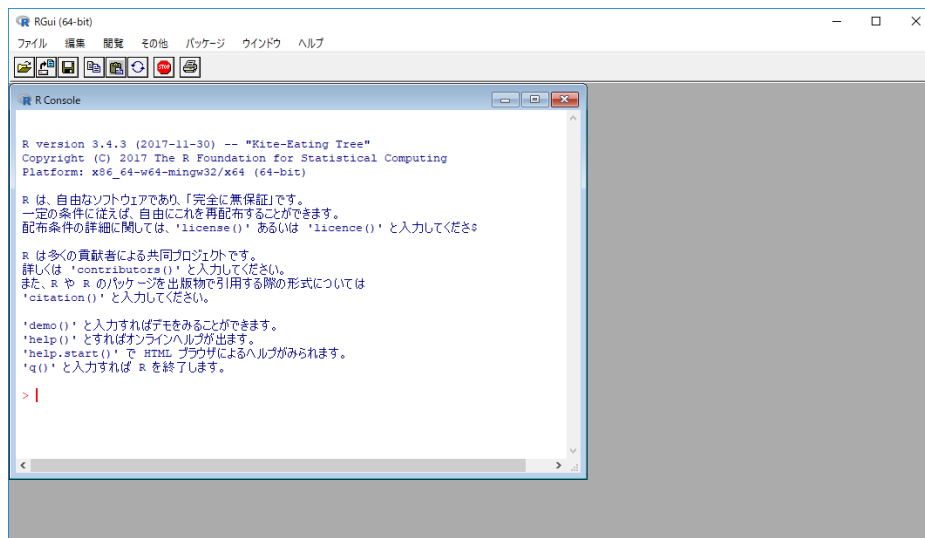 RGui (64-bit)
ファイル 編集 閲覧 その他 パッケージ ウインドウ ヘルプ
STOP
R Console
R version 3.4.3 (2017-11-30) -- "Kite-Eating Tree"
Copyright (C) 2017 The R Foundation for Statistical Computing
Platform: x86_64-w64-mingw32/x64 (64-bit)
R は、自由なソフトウェアであり、「完全に無保証」です。
一定の条件に従えば、自由にこれを再配布することができます。
配布条件の詳細に関しては、'license()' あるいは 'licence()' と入力してくださ$
R は多くの貢献者による共同プロジェクトです。
詳しくは 'contributors()' と入力してください。
また、R や R のパッケージを出版物で引用する際の形式については
'citation()' と入力してください。
'demo()' と入力すればデモをみることができます。
'help()' とすればオンラインヘルプが出ます。
'help.start()' で HTML ブラウザによるヘルプがみられます。
'q()' と入力すれば R を終了します。
>